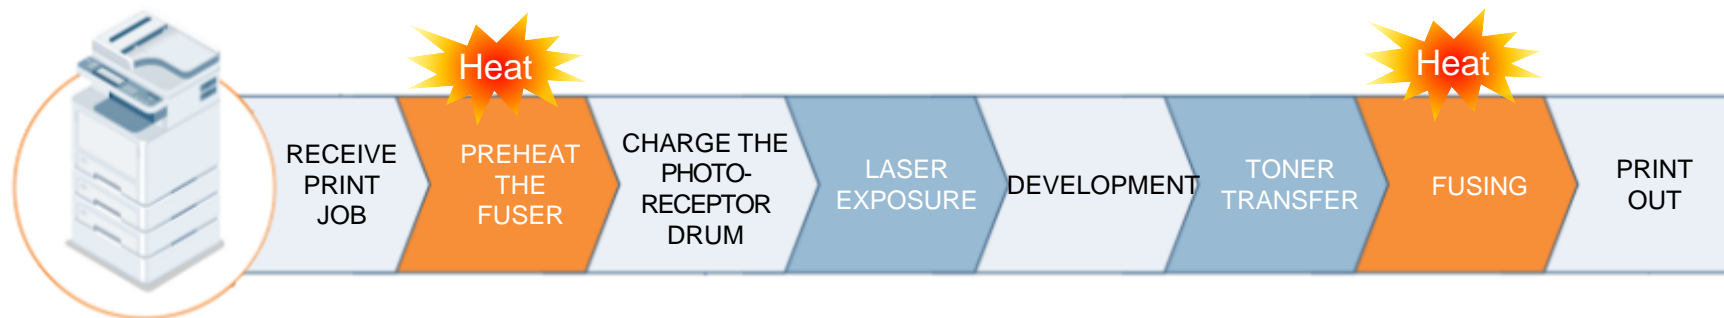 Heat
Heat
RECEIVE
PRINT
JOB
PREHEAT
THE
FUSER
CHARGE THE
PHOTO-
RECEPTOR
DRUM
LASER
EXPOSURE
DEVELOPMENT
TONER
TRANSFER
FUSING
PRINT
OUT